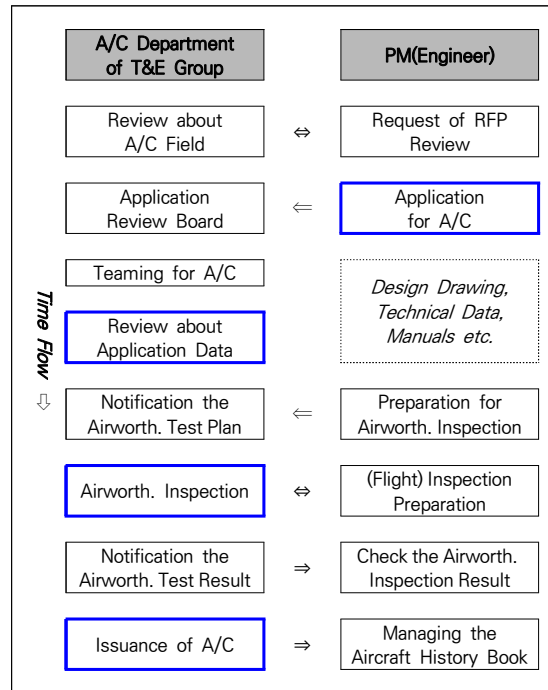 A/C Department
of T&E Group
PM(Engineer)
Review about
A/C Field
⇔
Request of RFP
Review
Application
Review Board
⇐
Application
for A/C
Teaming for A/C
Design Drawing,
Technical Data,
Manuals etc.
Time Flow ⇩
Review about
Application Data
Notification the
Airworth. Test Plan
⇐
Preparation for
Airworth. Inspection
Airworth. Inspection
⇔
(Flight) Inspection
Preparation
Notification the
Airworth. Test Result
⇒
Check the Airworth.
Inspection Result
Issuance of A/C
⇒
Managing the
Aircraft History Book